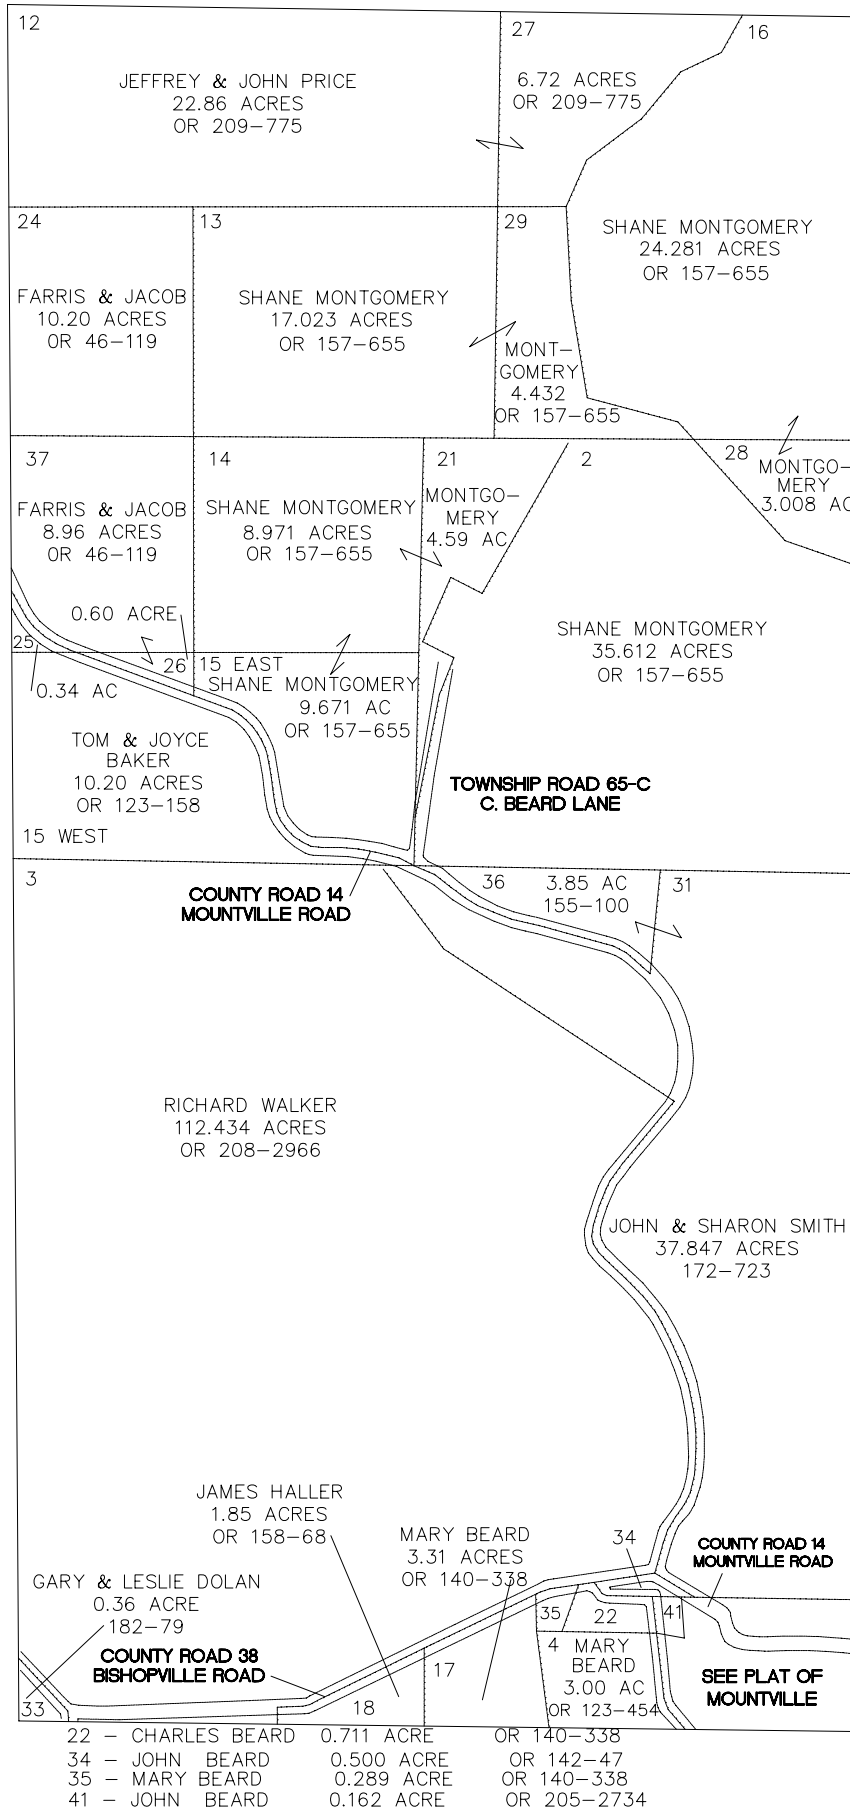 12
27
16
JEFFREY & JOHN PRICE
22.86 ACRES
OR 209-775
6.72 ACRES
OR 209-775
24
13
29
SHANE MONTGOMERY
24.281 ACRES
OR 157-655
FARRIS & JACOB
10.20 ACRES
OR 46-119
SHANE MONTGOMERY
17.023 ACRES
OR 157-655
MONT-
GOMERY
4.432
OR 157-655
37
14
21
2
28
MONTGO-
MERY
3.008 AC
FARRIS & JACOB
8.96 ACRES
OR 46-119
SHANE MONTGOMERY
8.971 ACRES
OR 157-655
MONTGO-
MERY
4.59 AC
0.60 ACRE
25
26
15 EAST
SHANE MONTGOMERY
9.671 AC
OR 157-655
SHANE MONTGOMERY
35.612 ACRES
OR 157-655
0.34 AC
TOM & JOYCE
BAKER
10.20 ACRES
OR 123-158
15 WEST
TOWNSHIP ROAD 65-C
C. BEARD LANE
3
COUNTY ROAD 14
MOUNTVILLE ROAD
36
3.85 AC
155-100
31
RICHARD WALKER
112.434 ACRES
OR 208-2966
JOHN & SHARON SMITH
37.847 ACRES
172-723
JAMES HALLER
1.85 ACRES
OR 158-68
MARY BEARD
3.31 ACRES
OR 140-338
34
COUNTY ROAD 14
MOUNTVILLE ROAD
GARY & LESLIE DOLAN
0.36 ACRE
182-79
COUNTY ROAD 38
BISHOPVILLE ROAD
35
22
41
17
4 MARY
BEARD
3.00 AC
OR 123-454
SEE PLAT OF
MOUNTVILLE
33
18
22 - CHARLES BEARD 0.711 ACRE OR 140-338
34 - JOHN BEARD 0.500 ACRE OR 142-47
35 - MARY BEARD 0.289 ACRE OR 140-338
41 - JOHN BEARD 0.162 ACRE OR 205-2734